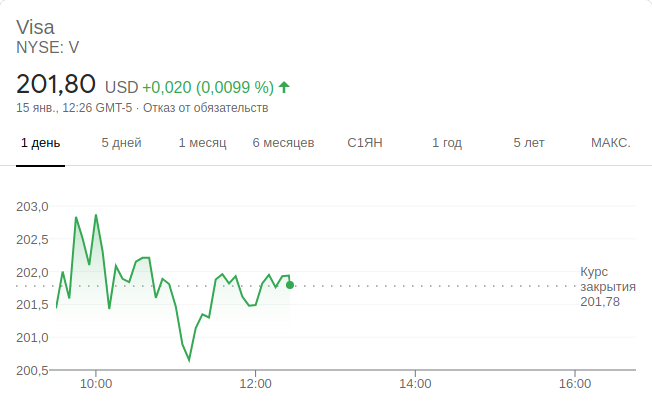 Visa
NYSE: V
201,80 USD +0,020 (0,0099 %)
15 янв., 12:26 GMT-5 · Отказ от обязательств
1 день 5 дней 1 месяц 6 месяцев С1ЯН 1 год 5 лет МАКС.
203,0
202,5
202,0
201,5
201,0
200,5
Курс
закрытия
201,78
10:00 12:00 14:00 16:00